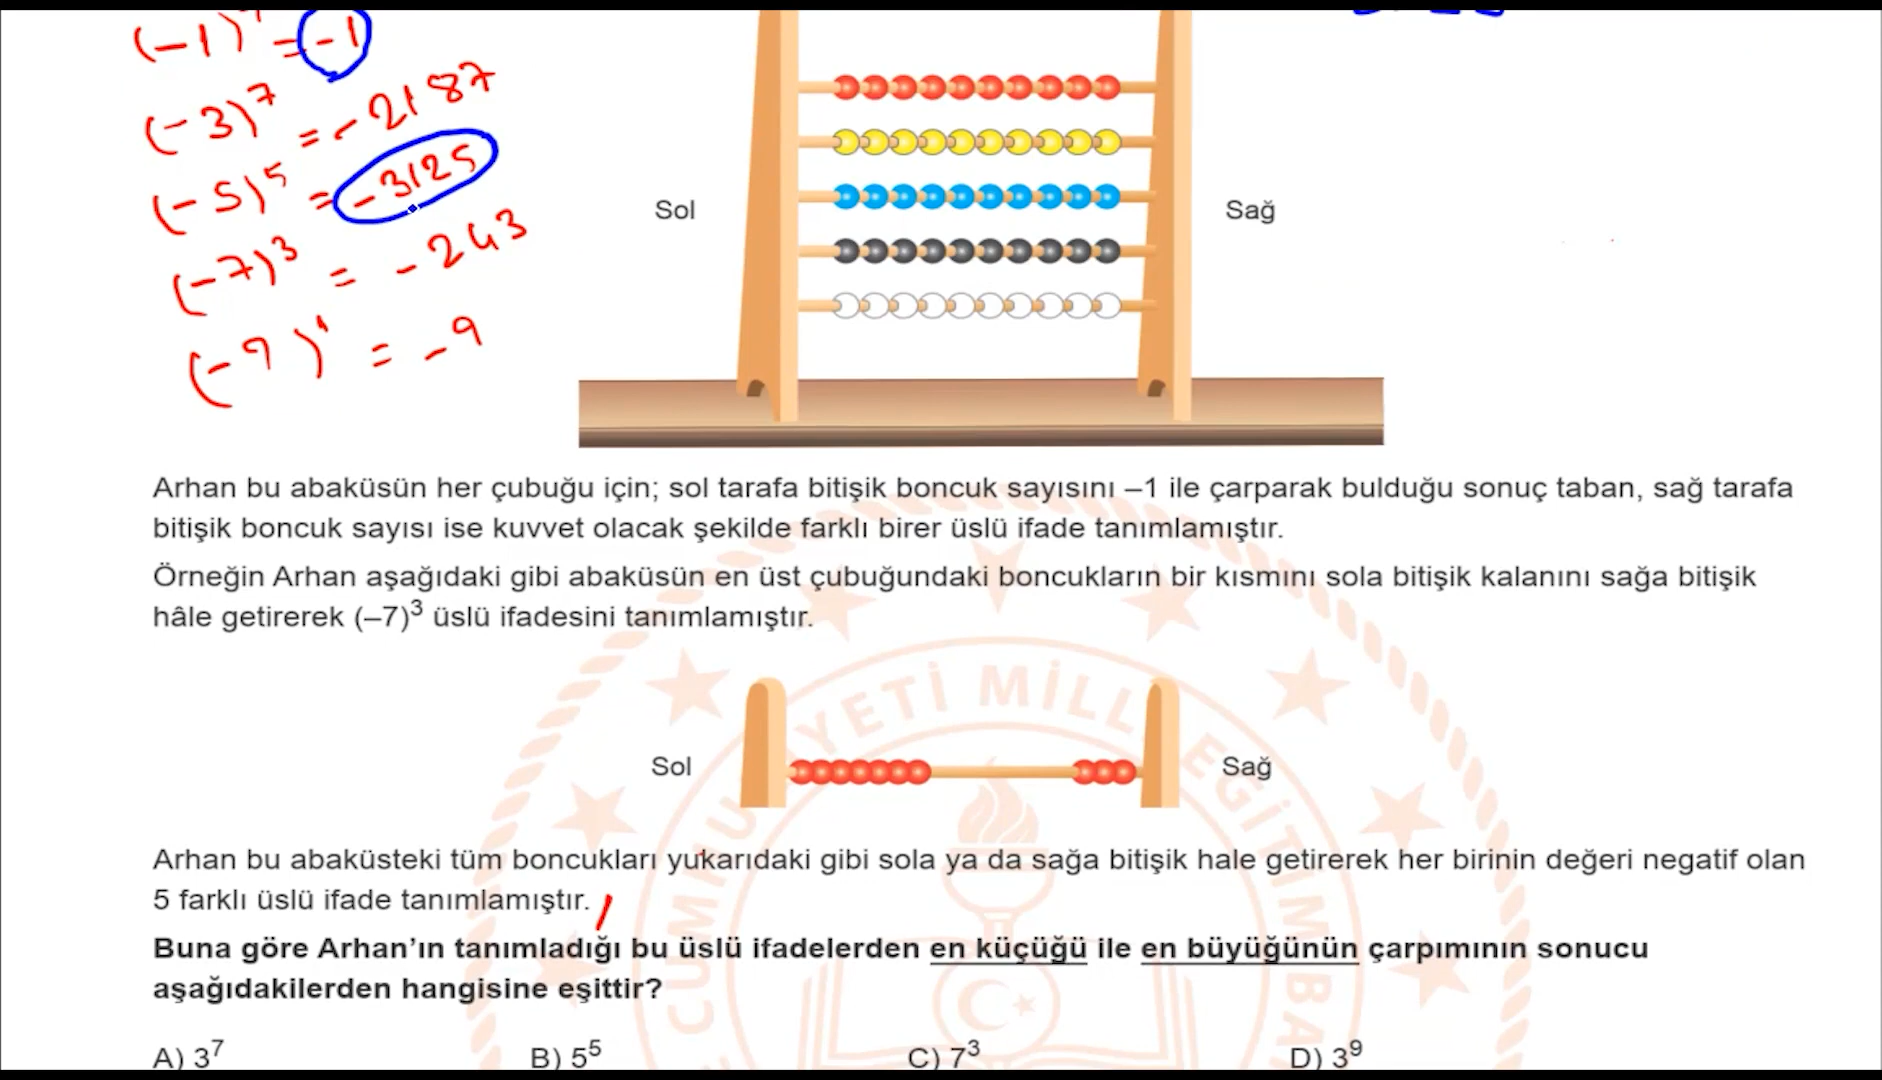 = -1
(-3)^7 = -2187
(-5)^5 = -3125
(-7)^3 = -243
(-9)^1 = -9
Sol
Sağ
Arhan bu abaküsün her çubuğu için; sol tarafa bitişik boncuk sayısını –1 ile çarparak bulduğu sonuç taban, sağ tarafa
bitişik boncuk sayısı ise kuvvet olacak şekilde farklı birer üslü ifade tanımlamıştır.
Örneğin Arhan aşağıdaki gibi abaküsün en üst çubuğundaki boncukların bir kısmını sola bitişik kalanını sağa bitişik
hâle getirerek (–7)³ üslü ifadesini tanımlamıştır.
Sol
Sağ
Arhan bu abaküsteki tüm boncukları yukarıdaki gibi sola ya da sağa bitişik hale getirerek her birinin değeri negatif olan
5 farklı üslü ifade tanımlamıştır.
Buna göre Arhan’ın tanımladığı bu üslü ifadelerden en küçüğü ile en büyüğünün çarpımının sonucu
aşağıdakilerden hangisine eşittir?
A) 3⁷
B) 5⁵
C) 7³
D) 3⁹